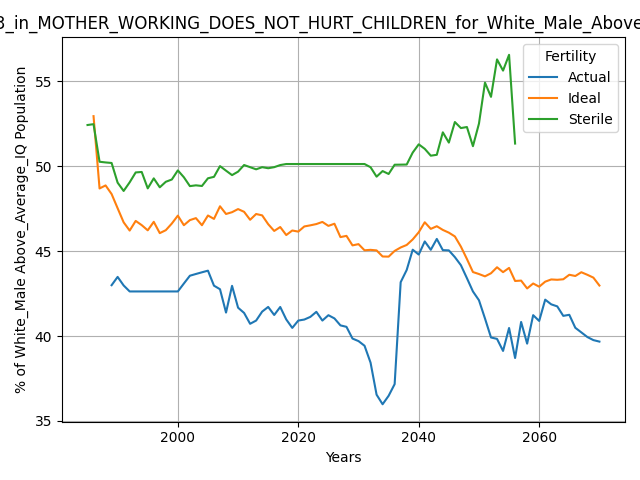 3_in_MOTHER_WORKING_DOES_NOT_HURT_CHILDREN_for_White_Male_Above
% of White_Male Above_Average_IQ Population
55
50
45
40
35
2000
2020
2040
2060
Years
Fertility
Actual
Ideal
Sterile